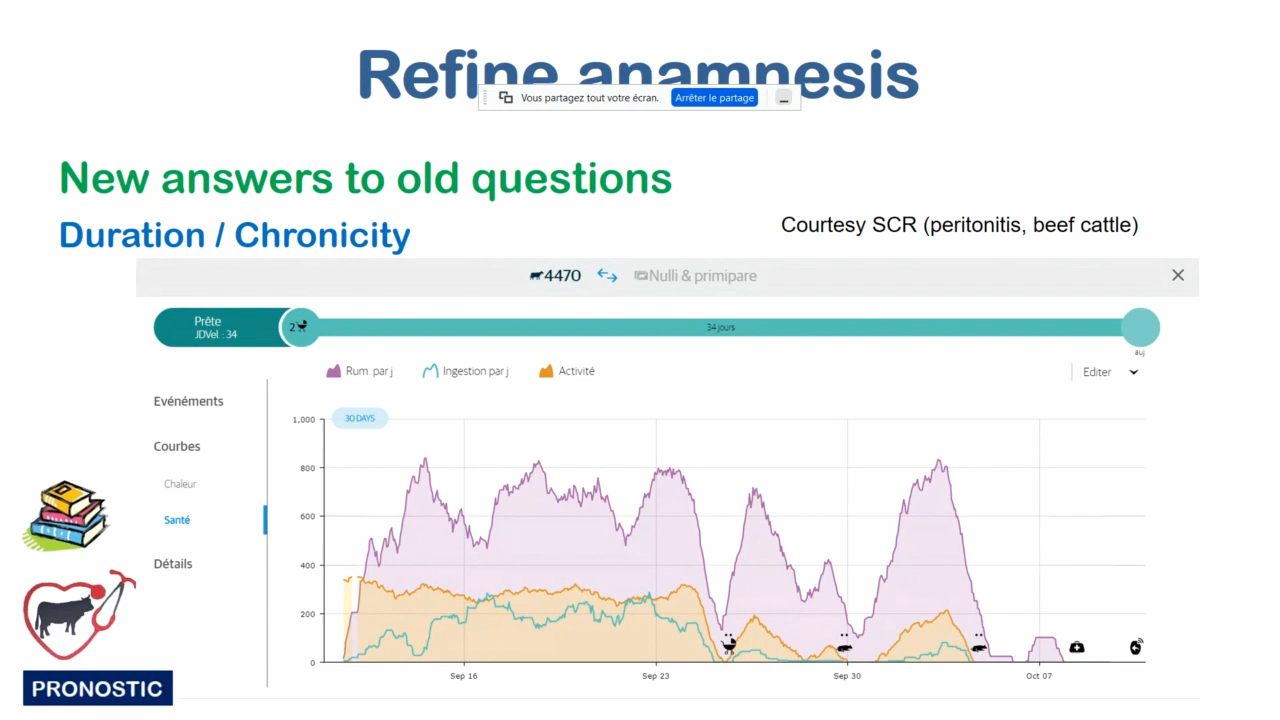 Refine anamnesis
Vous partagez tout votre écran. Arrêter le partage
New answers to old questions
Duration / Chronicity
Courtesy SCR (peritonitis, beef cattle)
4470 Nulli & primipare
Prête
JDVel. : 34
2
34 jours
auj
Rum. par j Ingestion par j Activité
Editer
Evénéments
Courbes
Chaleur
Santé
Détails
30 DAYS
1,000
800
600
400
200
0
Sep 16 Sep 23 Sep 30 Oct 07
PRONOSTIC